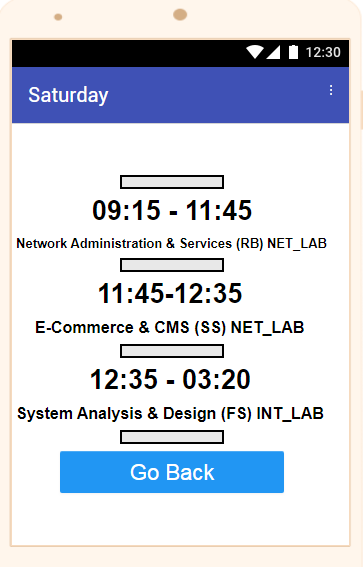 12:30
Saturday
09:15 - 11:45
Network Administration & Services (RB) NET_LAB
11:45-12:35
E-Commerce & CMS (SS) NET_LAB
12:35 - 03:20
System Analysis & Design (FS) INT_LAB
Go Back